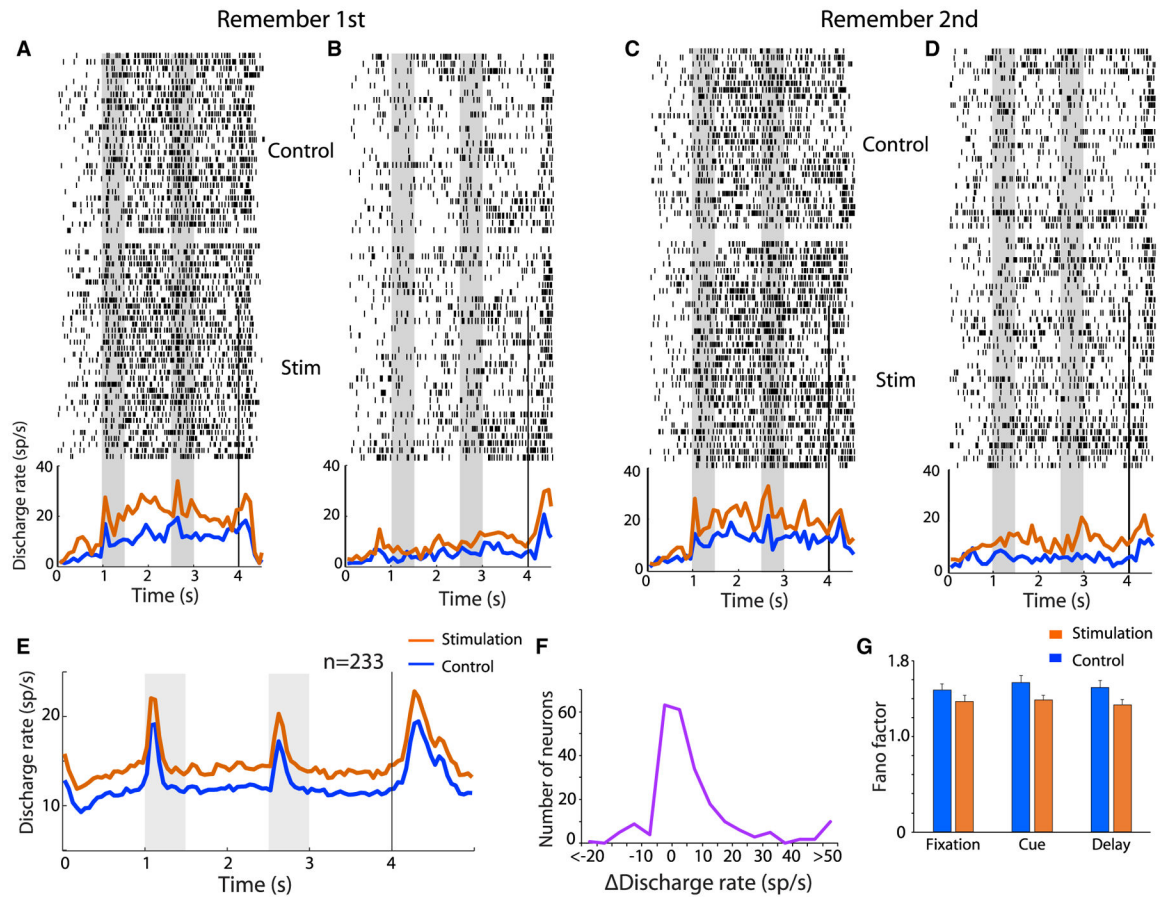 Remember 1st
Remember 2nd
A
B
C
D
Control
Control
Stim
Stim
Discharge rate (sp/s)
40
20
0
0 1 2 3 4
Time (s)
40
20
0
0 1 2 3 4
Time (s)
40
20
0
0 1 2 3 4
Time (s)
40
20
0
0 1 2 3 4
Time (s)
E
n=233
Stimulation
Control
Discharge rate (sp/s)
20
10
0 1 2 3 4
Time (s)
F
Number of neurons
60
40
20
0
<-20 -10 0 10 20 30 40 >50
ΔDischarge rate (sp/s)
G
Stimulation
Control
Fano factor
1.8
1.0
0
Fixation Cue Delay